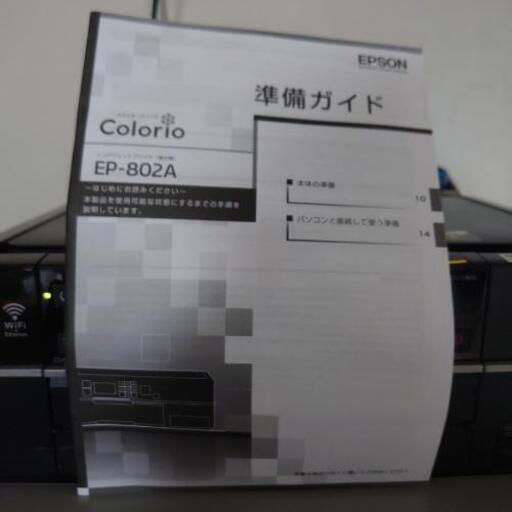 EPSON
準備ガイド
Colorio
EP-802A
～はじめにお読みください～
本製品を使用可能な状態にするまでの手順を
説明しています。
■ 本体の準備
10
■ パソコンと接続して使う準備
14
WiFi